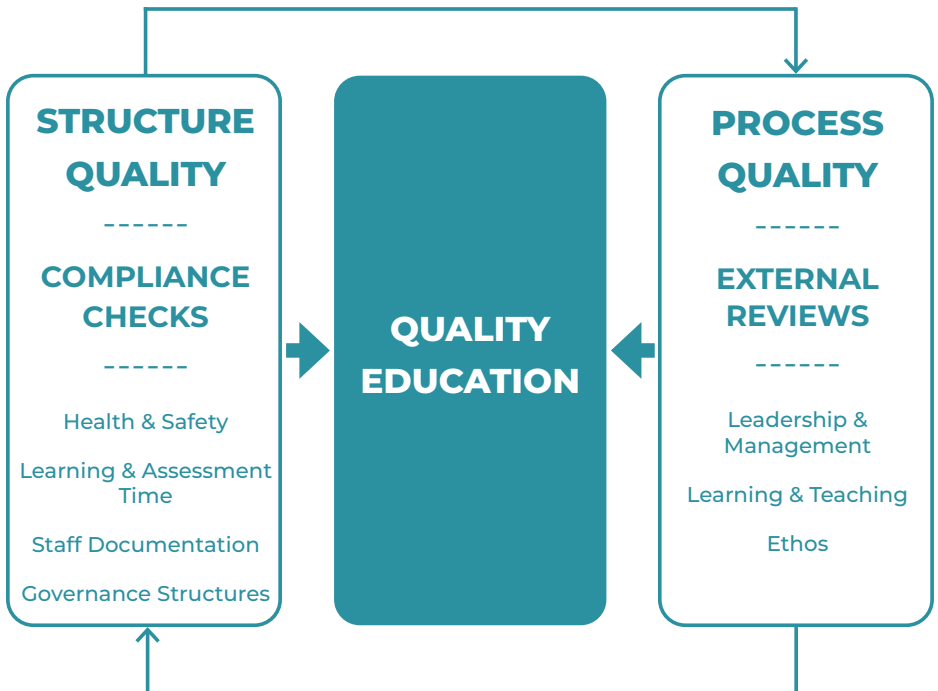 STRUCTURE
QUALITY
------
COMPLIANCE
CHECKS
------
Health & Safety
Learning & Assessment
Time
Staff Documentation
Governance Structures
QUALITY
EDUCATION
PROCESS
QUALITY
------
EXTERNAL
REVIEWS
------
Leadership &
Management
Learning & Teaching
Ethos